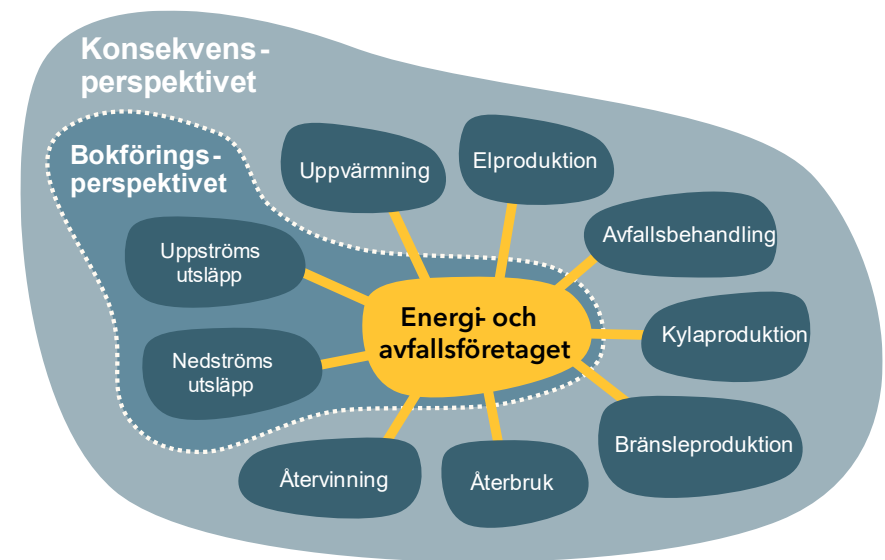 Konsekvens-
perspektivet
Bokförings-
perspektivet
Uppvärmning
Elproduktion
Uppströms
utsläpp
Avfallsbehandling
Energi- och
avfallsföretaget
Kylaproduktion
Nedströms
utsläpp
Bränsleproduktion
Återvinning
Återbruk